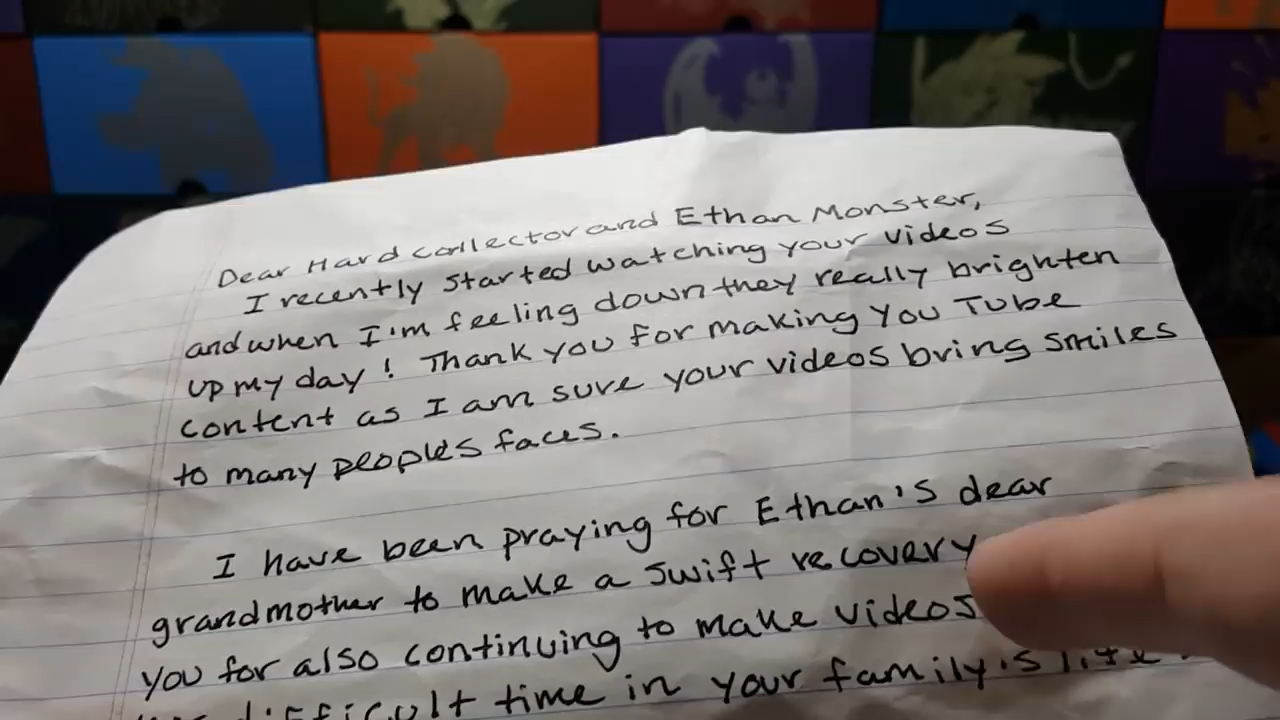 Dear Hard collector and Ethan Monster,
I recently started watching your videos
and when I'm feeling down they really brighten
up my day! Thank you for making You Tube
content as I am sure your videos bring smiles
to many peoples faces.
I have been praying for Ethan's dear
grandmother to make a swift recovery
you for also continuing to make videos
difficult time in your family's life